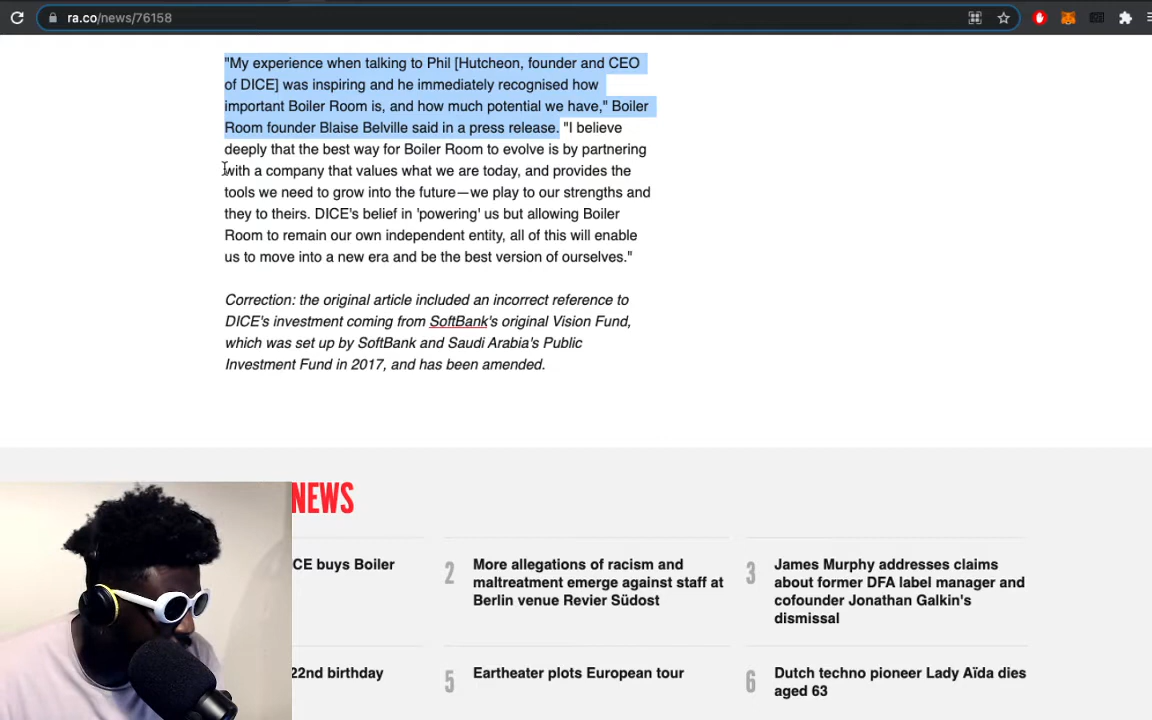 ra.co/news/76158
"My experience when talking to Phil [Hutcheon, founder and CEO
of DICE] was inspiring and he immediately recognised how
important Boiler Room is, and how much potential we have," Boiler
Room founder Blaise Belville said in a press release. "I believe
deeply that the best way for Boiler Room to evolve is by partnering
with a company that values what we are today, and provides the
tools we need to grow into the future—we play to our strengths and
they to theirs. DICE's belief in 'powering' us but allowing Boiler
Room to remain our own independent entity, all of this will enable
us to move into a new era and be the best version of ourselves."
Correction: the original article included an incorrect reference to
DICE's investment coming from SoftBank's original Vision Fund,
which was set up by SoftBank and Saudi Arabia's Public
Investment Fund in 2017, and has been amended.
NEWS
CE buys Boiler
2
More allegations of racism and
maltreatment emerge against staff at
Berlin venue Revier Südost
3
James Murphy addresses claims
about former DFA label manager and
cofounder Jonathan Galkin's
dismissal
22nd birthday
5
Eartheater plots European tour
6
Dutch techno pioneer Lady Aïda dies
aged 63